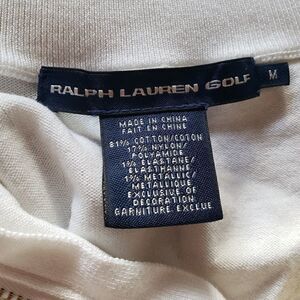 RALPH LAUREN GOLF
M
MADE IN CHINA
FAIT EN CHINE
81% COTTON/COTON
17% NYLON/
POLYAMIDE
1% ELASTANE/
ELASTHANNE
1% METALLIC/
METALLIQUE
EXCLUSIVE OF
DECORATION
GARNITURE EXCLUE